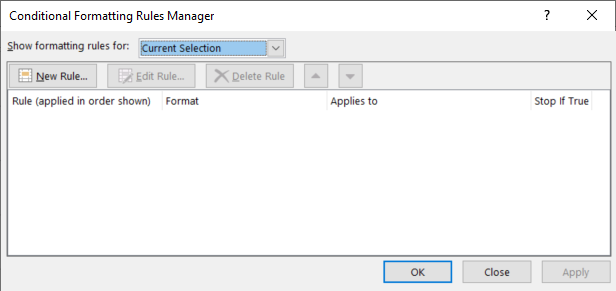 Conditional Formatting Rules Manager ? ×
Show formatting rules for: Current Selection
New Rule... Edit Rule... Delete Rule
Rule (applied in order shown) Format Applies to Stop If True
OK Close Apply